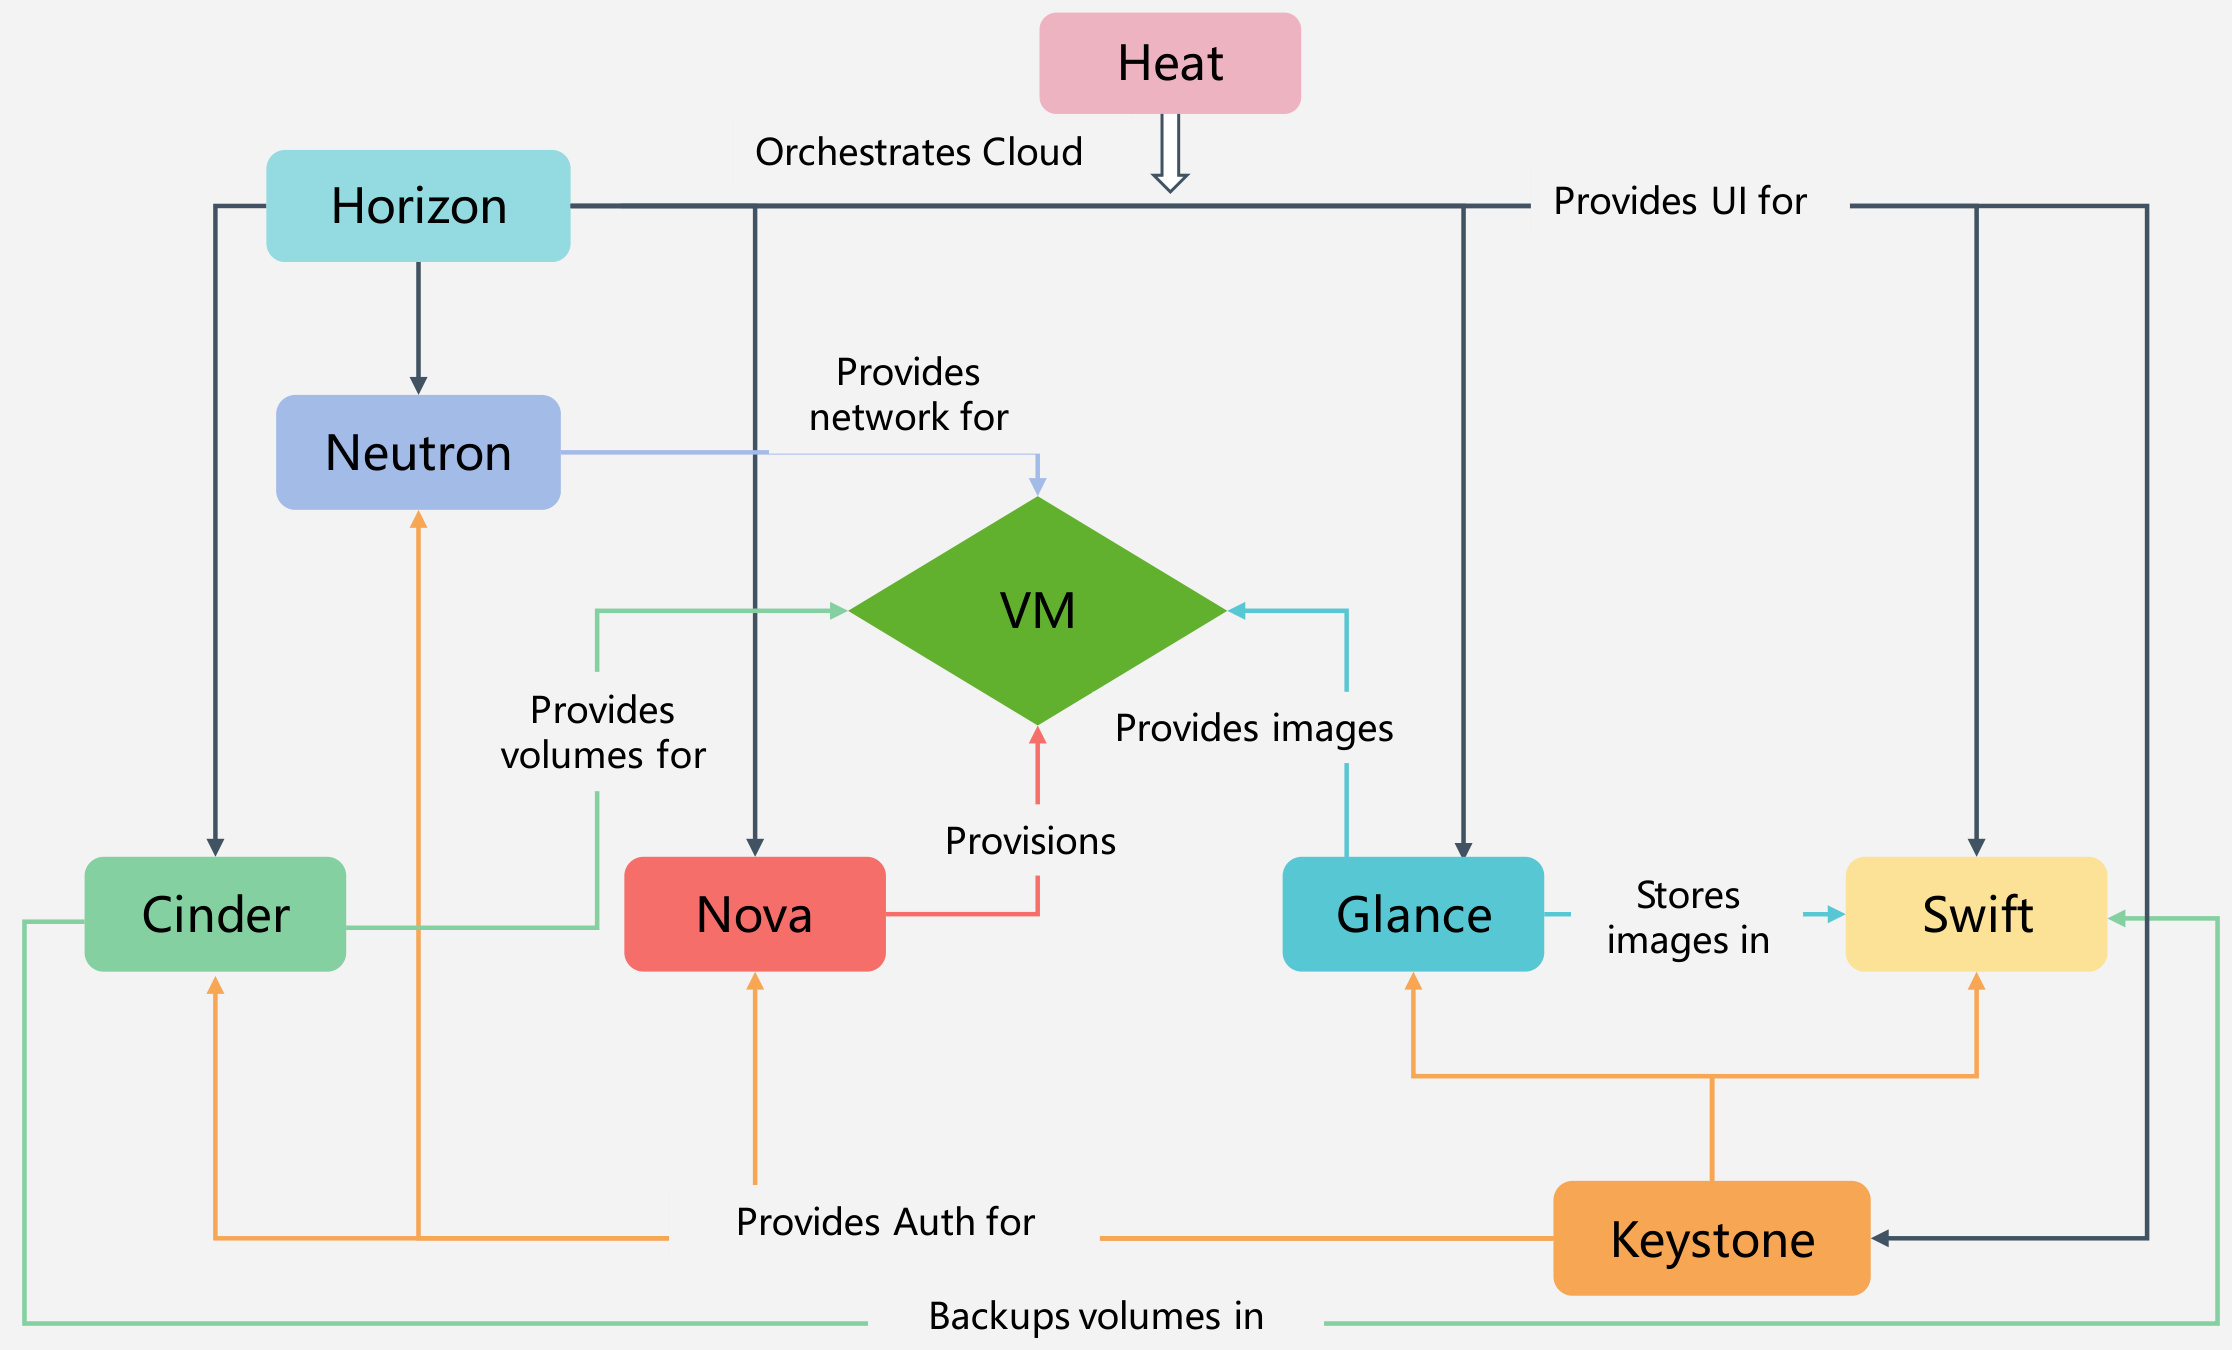 Heat
Orchestrates Cloud
Horizon
Provides UI for
Provides
network for
Neutron
VM
Provides
volumes for
Provides images
Provisions
Cinder
Nova
Glance
Stores
images in
Swift
Provides Auth for
Keystone
Backups volumes in